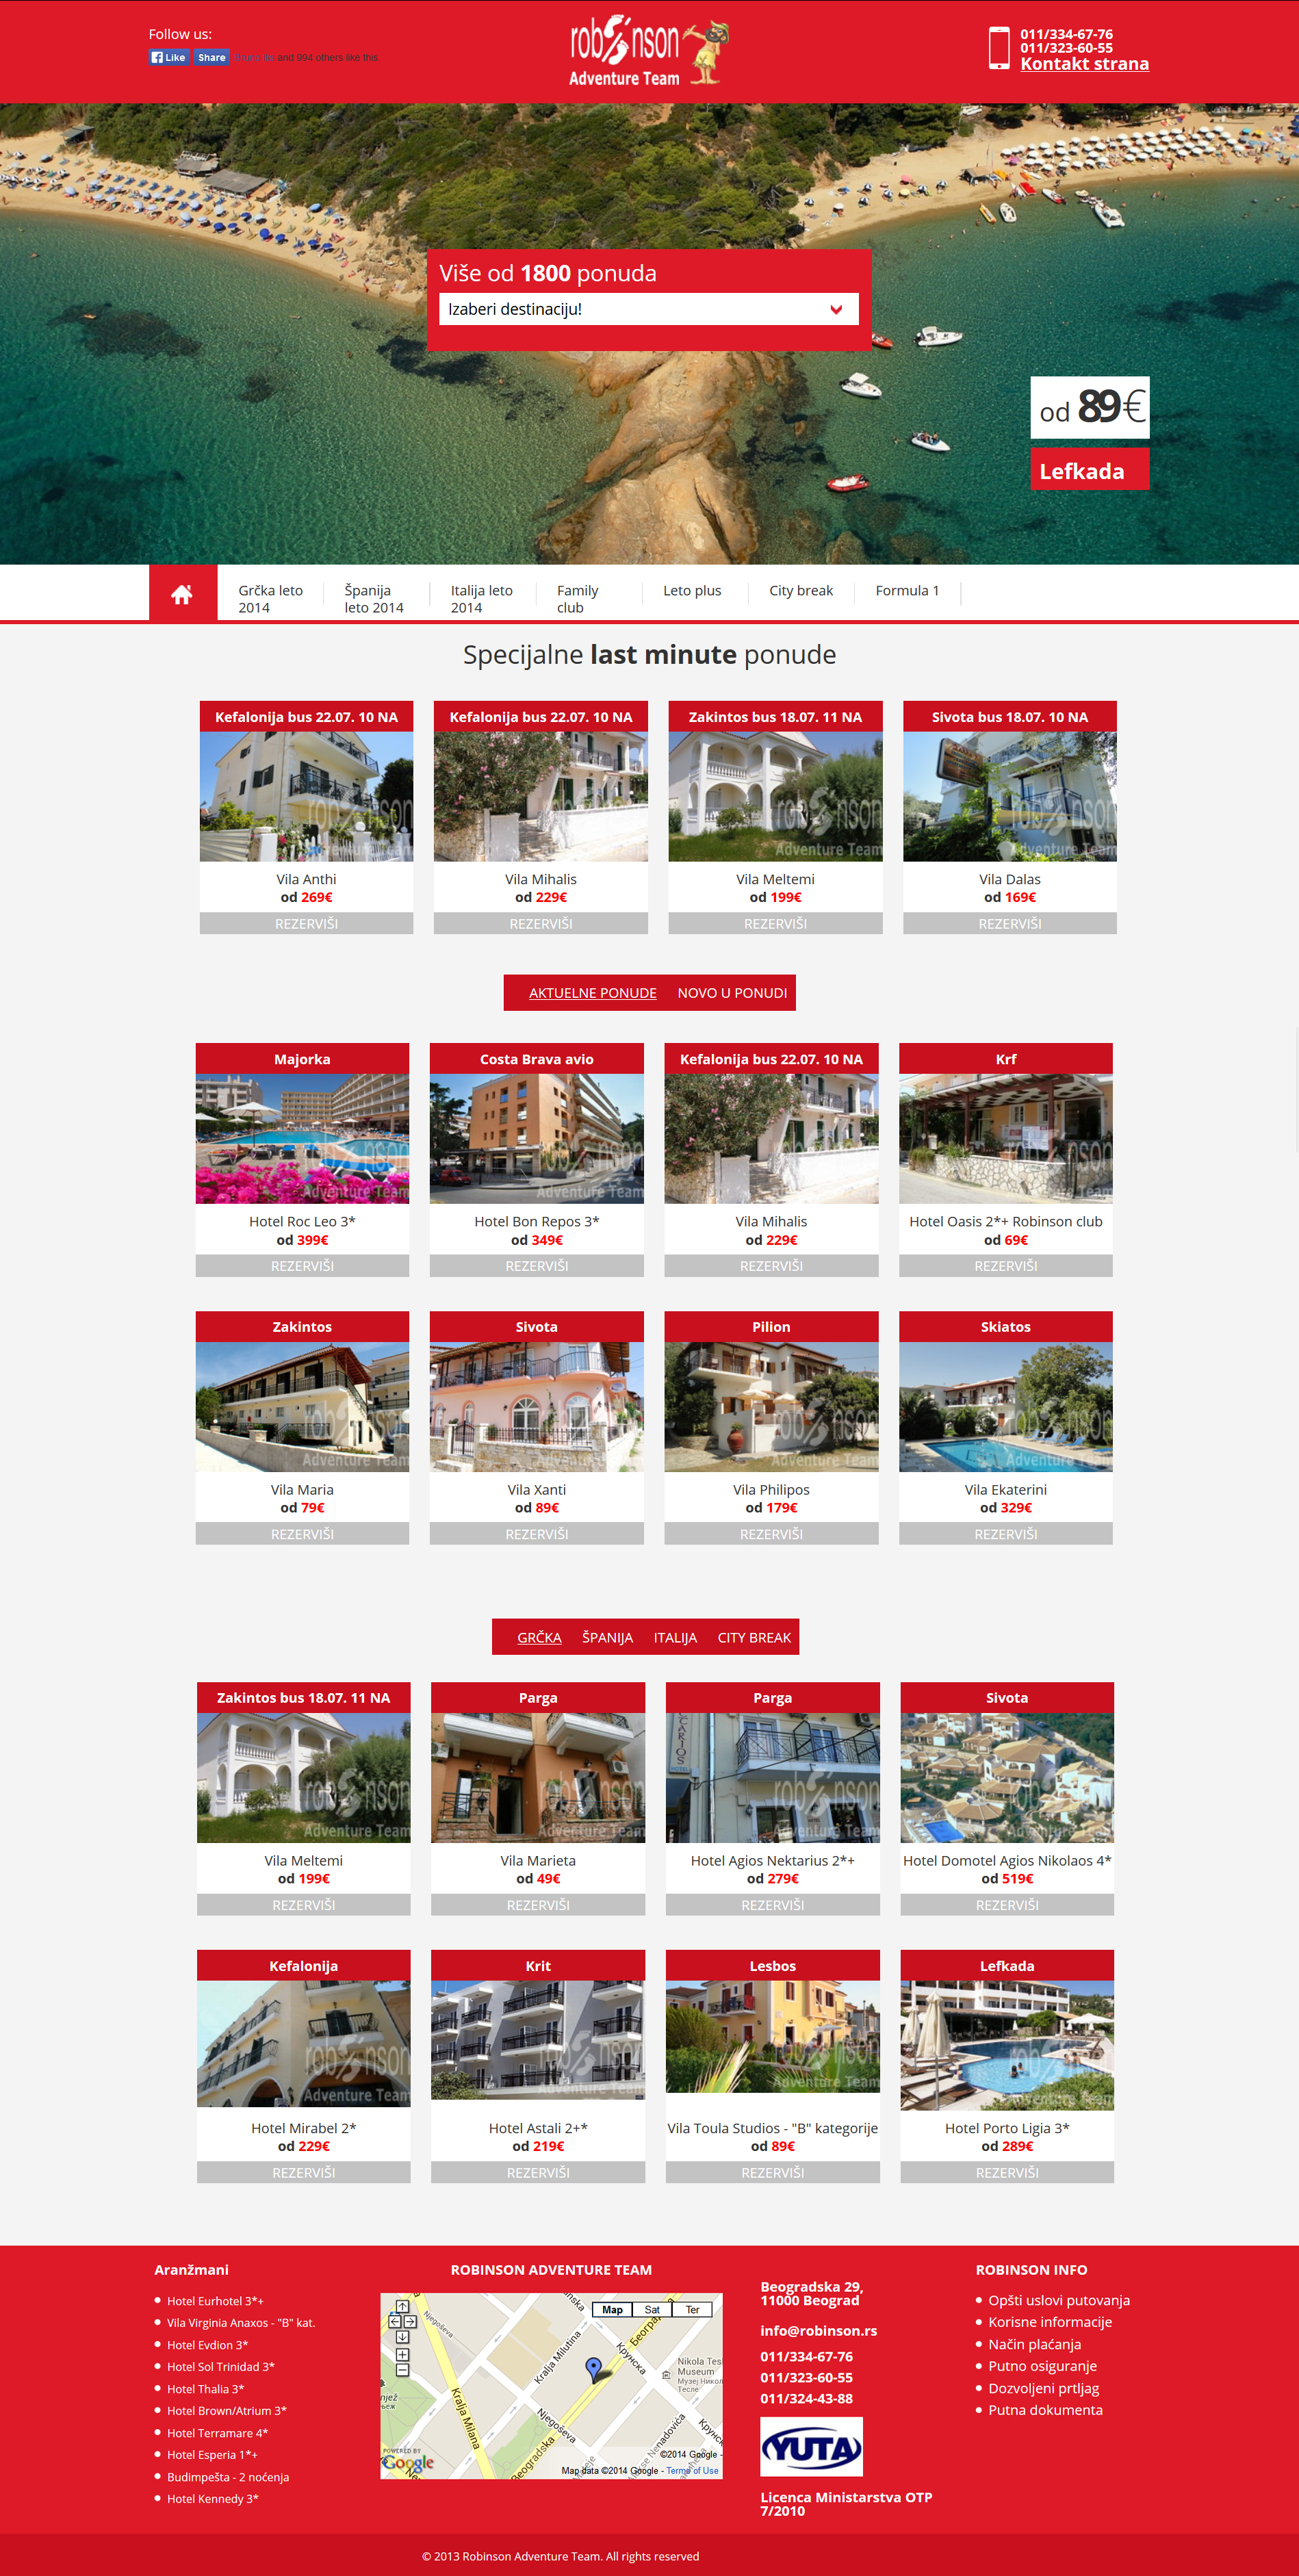 Follow us:
Like Share
and 994 others like this.
robinson
Adventure Team
011/334-67-76
011/323-60-55
Kontakt strana
Više od 1800 ponuda
Izaberi destinaciju!
od 89€
Lefkada
Grčka leto 2014
Španija leto 2014
Italija leto 2014
Family club
Leto plus
City break
Formula 1
Specijalne last minute ponude
Kefalonija bus 22.07. 10 NA
Vila Anthi
od 269€
REZERVIŠI
Kefalonija bus 22.07. 10 NA
Vila Mihalis
od 229€
REZERVIŠI
Zakintos bus 18.07. 11 NA
Vila Meltemi
od 199€
REZERVIŠI
Sivota bus 18.07. 10 NA
Vila Dalas
od 169€
REZERVIŠI
AKTUELNE PONUDE NOVO U PONUDI
Majorka
Hotel Roc Leo 3*
od 399€
REZERVIŠI
Costa Brava avio
Hotel Bon Repos 3*
od 349€
REZERVIŠI
Kefalonija bus 22.07. 10 NA
Vila Mihalis
od 229€
REZERVIŠI
Krf
Hotel Oasis 2*+ Robinson club
od 69€
REZERVIŠI
Zakintos
Vila Maria
od 79€
REZERVIŠI
Sivota
Vila Xanti
od 89€
REZERVIŠI
Pilion
Vila Philipos
od 179€
REZERVIŠI
Skiatos
Vila Ekaterini
od 329€
REZERVIŠI
GRČKA ŠPANIJA ITALIJA CITY BREAK
Zakintos bus 18.07. 11 NA
Vila Meltemi
od 199€
REZERVIŠI
Parga
Vila Marieta
od 49€
REZERVIŠI
Parga
Hotel Agios Nektarius 2*+
od 279€
REZERVIŠI
Sivota
Hotel Domotel Agios Nikolaos 4*
od 519€
REZERVIŠI
Kefalonija
Hotel Mirabel 2*
od 229€
REZERVIŠI
Krit
Hotel Astali 2+*
od 219€
REZERVIŠI
Lesbos
Vila Toula Studios - "B" kategorije
od 89€
REZERVIŠI
Lefkada
Hotel Porto Ligia 3*
od 289€
REZERVIŠI
Aranžmani
Hotel Eurhotel 3*+
Vila Virginia Anaxos - "B" kat.
Hotel Evdion 3*
Hotel Sol Trinidad 3*
Hotel Thalia 3*
Hotel Brown/Atrium 3*
Hotel Terramare 4*
Hotel Esperia 1*+
Budimpešta - 2 noćenja
Hotel Kennedy 3*
ROBINSON ADVENTURE TEAM
Map Sat Ter
Njegoševa
Kralja Milutina
Београд
Крунска
Nikola Tes
Museum
Музеј Никол
Тесле
Kralja Milana
Njegoševa
Beogradska
Nenadovića
Крунск
POWERED BY
Google
©2014 Google -
Map data ©2014 Google - Terms of Use
Beogradska 29,
11000 Beograd
info@robinson.rs
011/334-67-76
011/323-60-55
011/324-43-88
YUTA
Licenca Ministarstva OTP
7/2010
ROBINSON INFO
Opšti uslovi putovanja
Korisne informacije
Način plaćanja
Putno osiguranje
Dozvoljeni prtljag
Putna dokumenta
© 2013 Robinson Adventure Team. All rights reserved